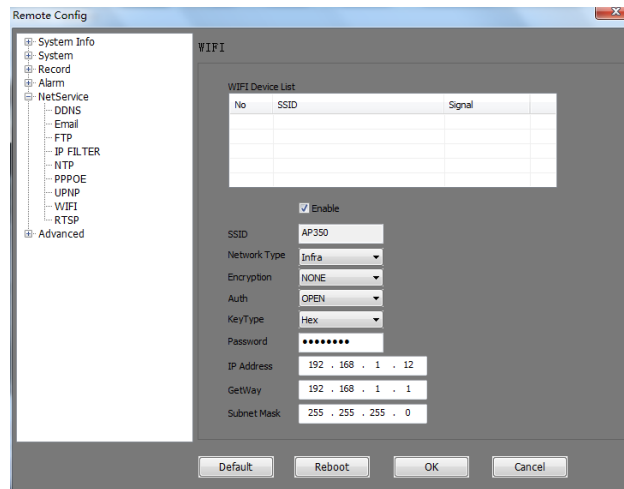 Remote Config
System Info
System
Record
Alarm
NetService
DDNS
Email
FTP
IP FILTER
NTP
PPPOE
UPNP
WIFI
RTSP
Advanced
WIFI
WIFI Device List
No SSID Signal
Enable
SSID AP350
Network Type Infra
Encryption NONE
Auth OPEN
KeyType Hex
Password ••••••••
IP Address 192 . 168 . 1 . 12
GetWay 192 . 168 . 1 . 1
Subnet Mask 255 . 255 . 255 . 0
Default Reboot OK Cancel